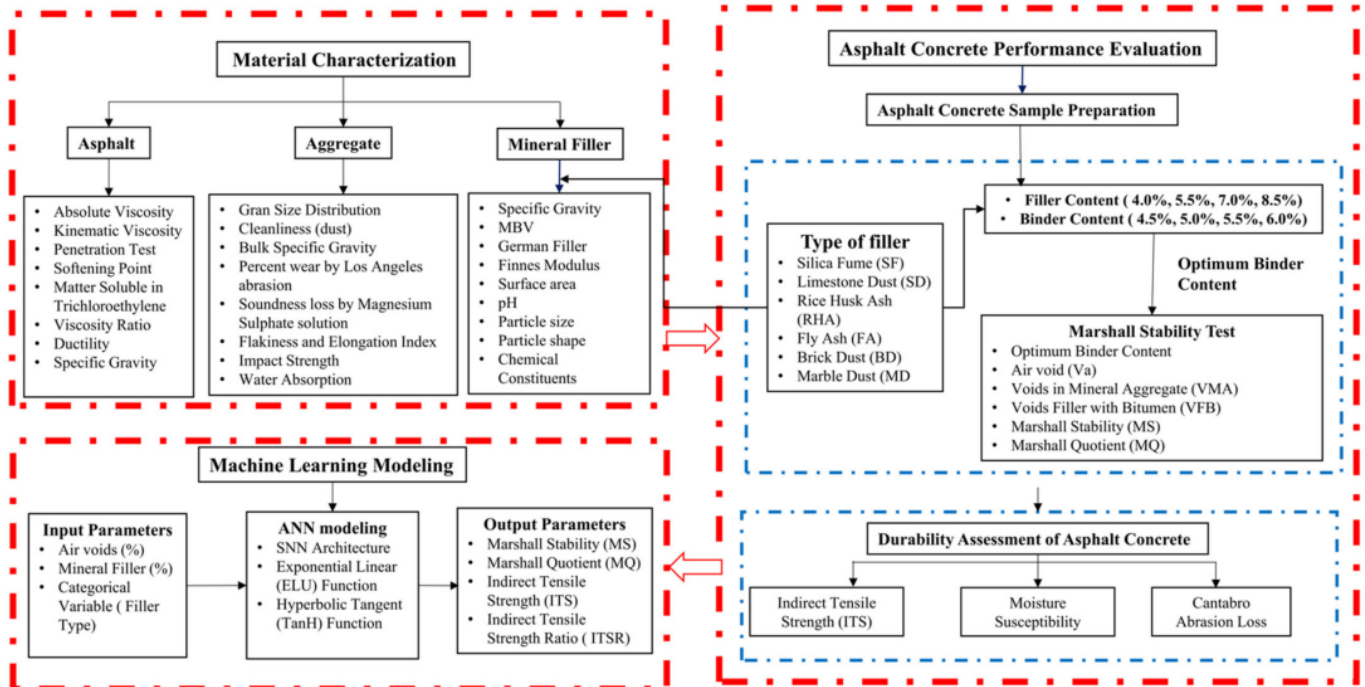 Material Characterization
Asphalt
Aggregate
Mineral Filler
• Absolute Viscosity
• Kinematic Viscosity
• Penetration Test
• Softening Point
• Matter Soluble in
Trichloroethylene
• Viscosity Ratio
• Ductility
• Specific Gravity
• Gran Size Distribution
• Cleanliness (dust)
• Bulk Specific Gravity
• Percent wear by Los Angeles
abrasion
• Soundness loss by Magnesium
Sulphate solution
• Flakiness and Elongation Index
• Impact Strength
• Water Absorption
• Specific Gravity
• MBV
• German Filler
• Finnes Modulus
• Surface area
• pH
• Particle size
• Particle shape
• Chemical
Constituents
Asphalt Concrete Performance Evaluation
Asphalt Concrete Sample Preparation
• Filler Content ( 4.0%, 5.5%, 7.0%, 8.5%)
• Binder Content ( 4.5%, 5.0%, 5.5%, 6.0%)
Type of filler
• Silica Fume (SF)
• Limestone Dust (SD)
• Rice Husk Ash
(RHA)
• Fly Ash (FA)
• Brick Dust (BD)
• Marble Dust (MD
Optimum Binder
Content
Marshall Stability Test
• Optimum Binder Content
• Air void (Va)
• Voids in Mineral Aggregate (VMA)
• Voids Filler with Bitumen (VFB)
• Marshall Stability (MS)
• Marshall Quotient (MQ)
Durability Assessment of Asphalt Concrete
Indirect Tensile
Strength (ITS)
Moisture
Susceptibility
Cantabro
Abrasion Loss
Machine Learning Modeling
Input Parameters
• Air voids (%)
• Mineral Filler (%)
• Categorical
Variable ( Filler
Type)
ANN modeling
• SNN Architecture
• Exponential Linear
(ELU) Function
• Hyperbolic Tangent
(TanH) Function
Output Parameters
• Marshall Stability (MS)
• Marshall Quotient (MQ)
• Indirect Tensile
Strength (ITS)
• Indirect Tensile
Strength Ratio ( ITSR)